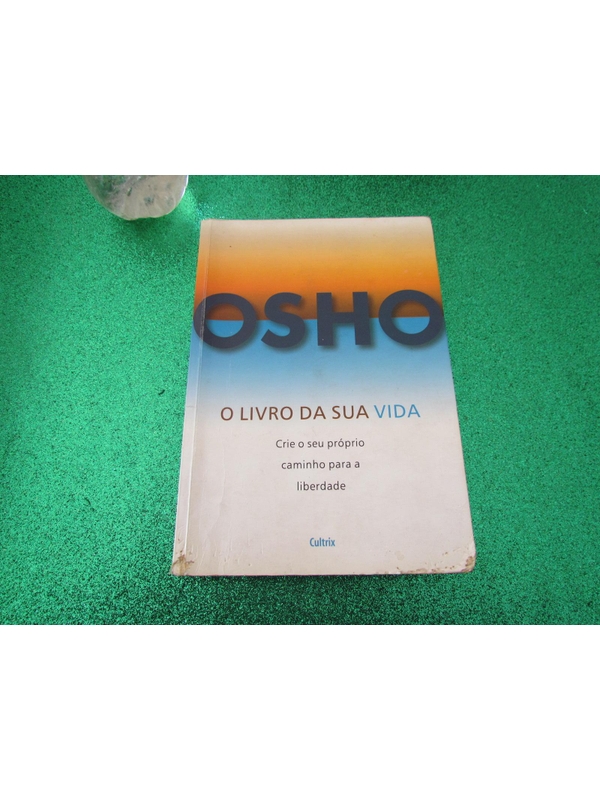 OSHO
O LIVRO DA SUA VIDA
Crie o seu próprio
caminho para a
liberdade
Cultrix